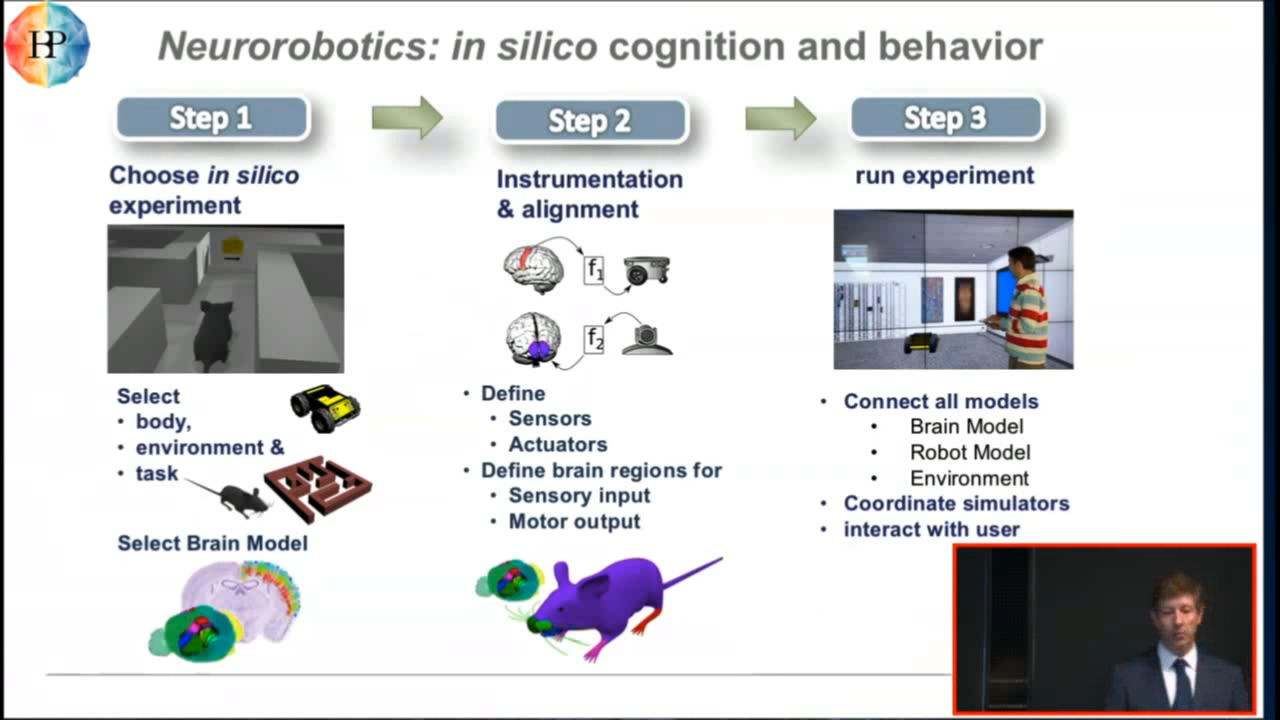 HBP
Neurorobotics: in silico cognition and behavior
Step 1
Step 2
Step 3
Choose in silico
experiment
Instrumentation
& alignment
run experiment
f1
f2
Select
• body,
• environment &
• task
Select Brain Model
• Define
• Sensors
• Actuators
• Define brain regions for
• Sensory input
• Motor output
• Connect all models
• Brain Model
• Robot Model
• Environment
• Coordinate simulators
• interact with user